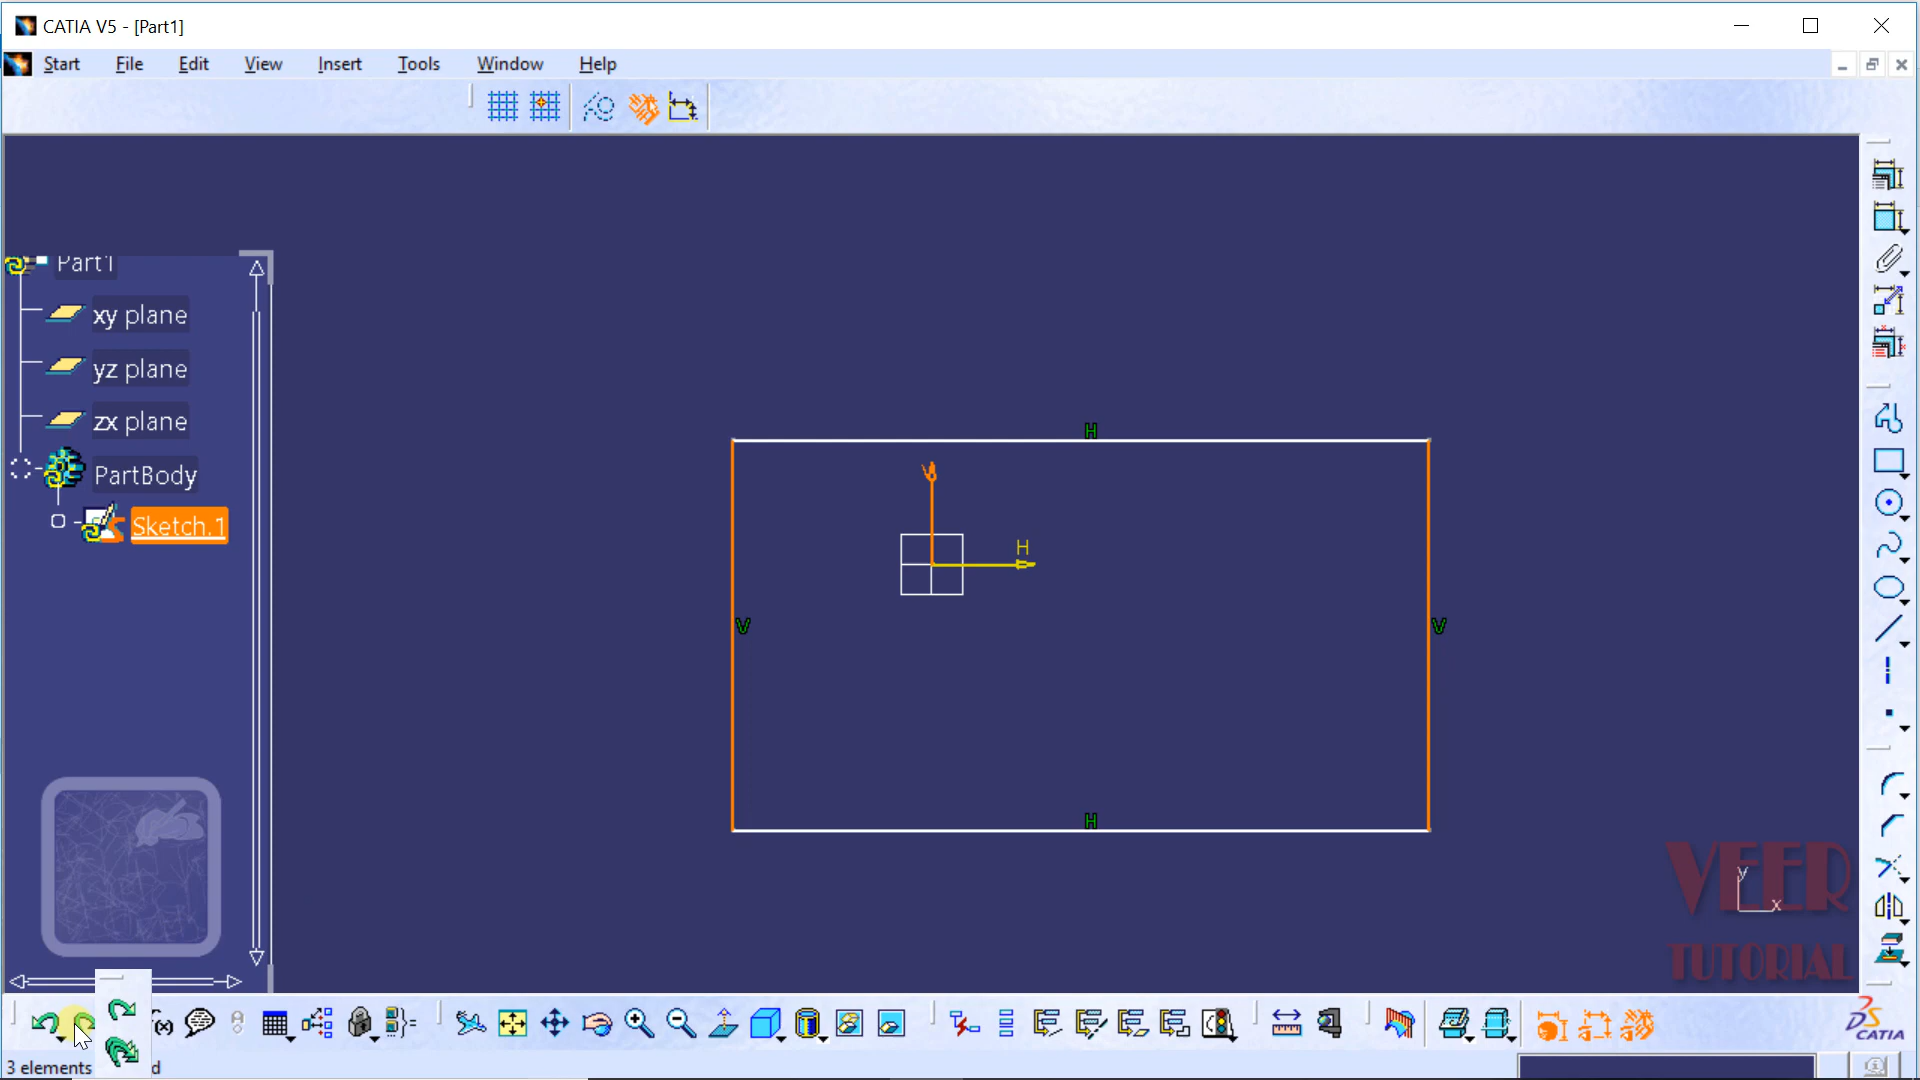 CATIA V5 - [Part1]
Start File Edit View Insert Tools Window Help
Part1
xy plane
yz plane
zx plane
PartBody
Sketch.1
H
V
H
V
V
H
y
x
VEER
TUTORIAL
(x)
CATIA
3 elements
d